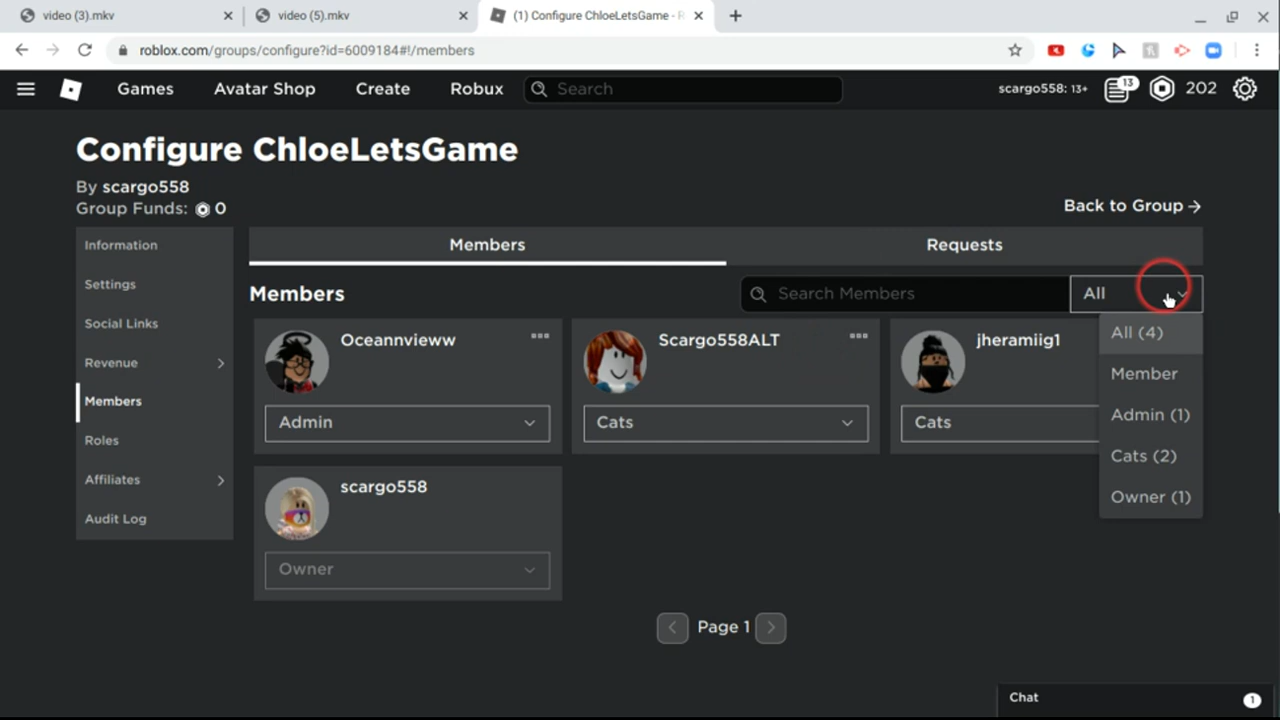 video (3).mkv
video (5).mkv
(1) Configure ChloeLetsGame - R
roblox.com/groups/configure?id=6009184#!/members
Games
Avatar Shop
Create
Robux
Search
scargo558: 13+
13
202
Configure ChloeLetsGame
By scargo558
Group Funds: 0
Back to Group
Information
Settings
Social Links
Revenue
Members
Roles
Affiliates
Audit Log
Members
Requests
Members
Search Members
All
All (4)
Member
Admin (1)
Cats (2)
Owner (1)
Oceannvieww
Admin
Scargo558ALT
Cats
jheramiig1
Cats
scargo558
Owner
Page 1
Chat
1